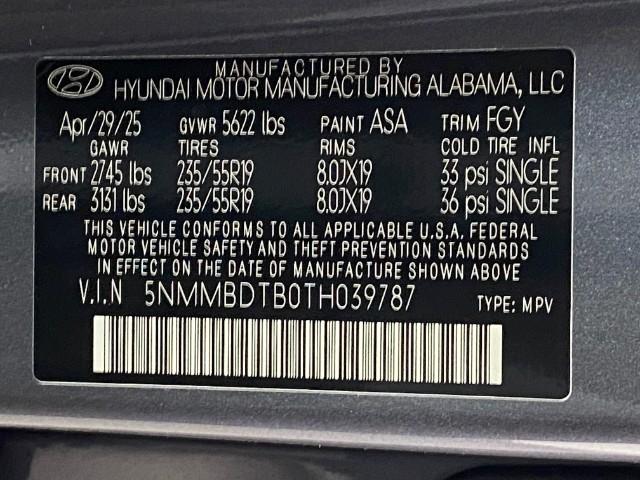 MANUFACTURED BY
HYUNDAI MOTOR MANUFACTURING ALABAMA, LLC
Apr/29/25 GVWR 5622 lbs PAINT ASA TRIM FGY
GAWR TIRES RIMS COLD TIRE INFL
FRONT 2745 lbs 235/55R19 8.0JX19 33 psi SINGLE
REAR 3131 lbs 235/55R19 8.0JX19 36 psi SINGLE
THIS VEHICLE CONFORMS TO ALL APPLICABLE U.S.A. FEDERAL
MOTOR VEHICLE SAFETY AND THEFT PREVENTION STANDARDS
IN EFFECT ON THE DATE OF MANUFACTURE SHOWN ABOVE.
V.I.N 5NMMBDTB0TH039787 TYPE: MPV